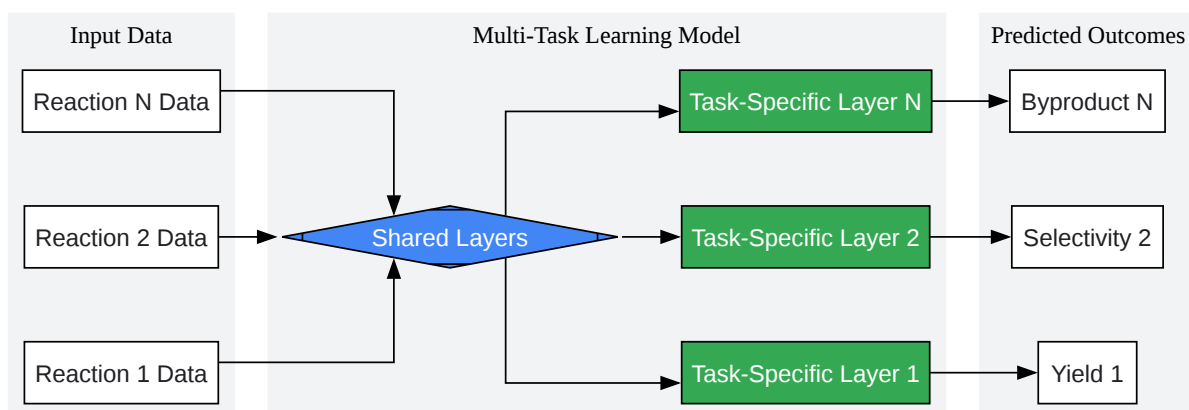 Input Data
Multi-Task Learning Model
Predicted Outcomes
Reaction N Data
Task-Specific Layer N
Byproduct N
Reaction 2 Data
Shared Layers
Task-Specific Layer 2
Selectivity 2
Reaction 1 Data
Task-Specific Layer 1
Yield 1